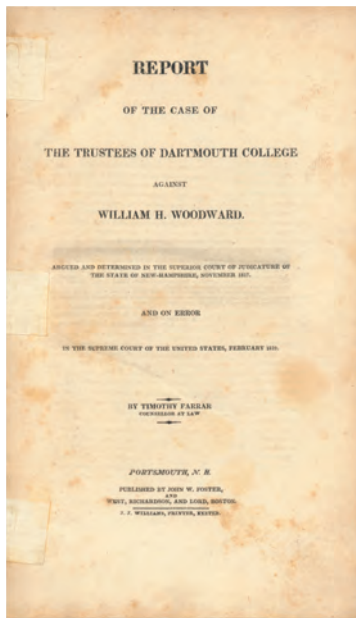 REPORT
OF THE CASE OF
THE TRUSTEES OF DARTMOUTH COLLEGE
AGAINST
WILLIAM H. WOODWARD.
ARGUED AND DETERMINED IN THE SUPERIOR COURT OF JUDICATURE OF
THE STATE OF NEW-HAMPSHIRE, NOVEMBER 1817.
AND ON ERROR
IN THE SUPREME COURT OF THE UNITED STATES, FEBRUARY 1819.
BY TIMOTHY FARRAR
COUNSELLOR AT LAW
PORTSMOUTH, N. H.
PUBLISHED BY JOHN W. FOSTER,
AND
WEST, RICHARDSON, AND LORD, BOSTON.
J. J. WILLIAMS, PRINTER, EXETER.